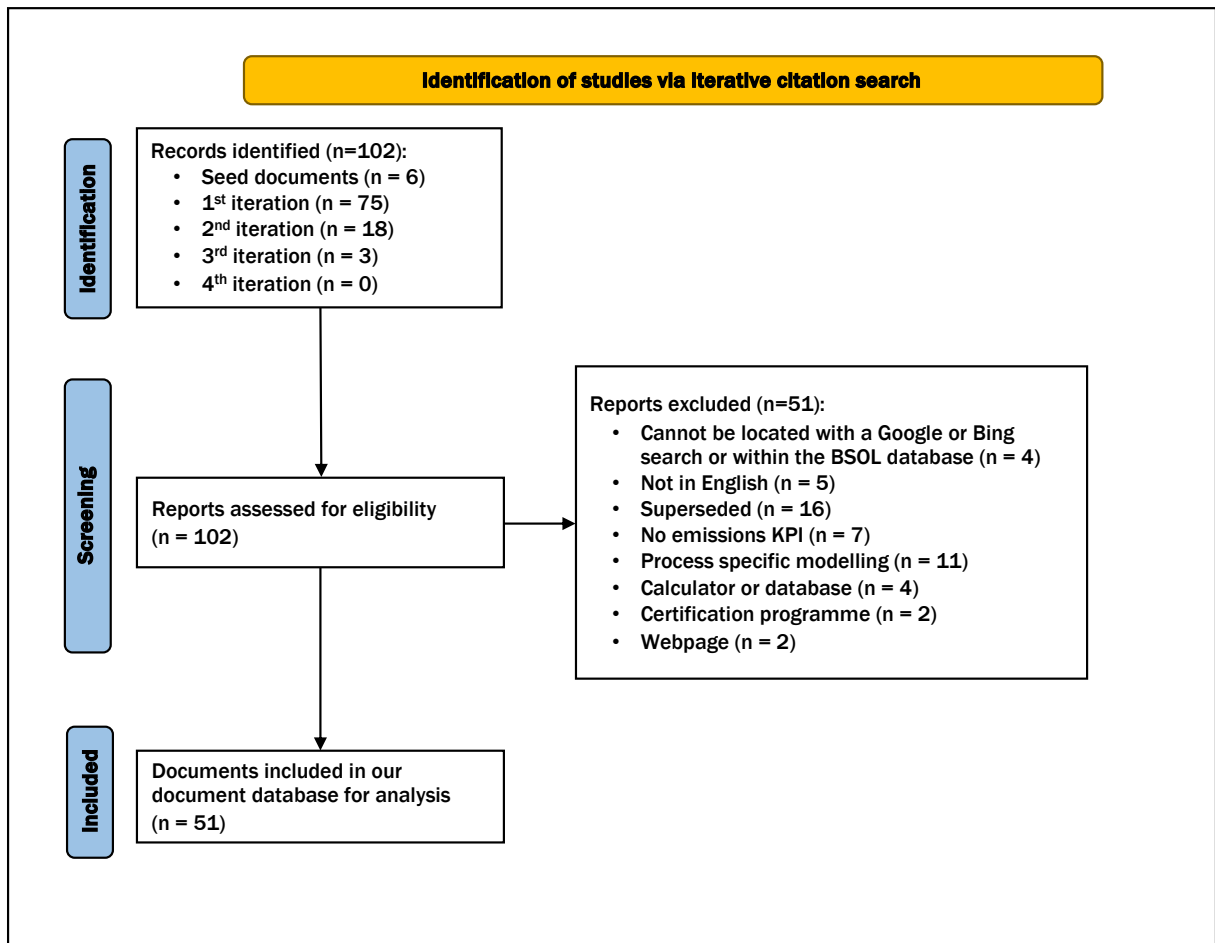 Identification of studies via iterative citation search
Identification
Records identified (n=102):
• Seed documents (n = 6)
• 1st iteration (n = 75)
• 2nd iteration (n = 18)
• 3rd iteration (n = 3)
• 4th iteration (n = 0)
Screening
Reports assessed for eligibility
(n = 102)
Reports excluded (n=51):
• Cannot be located with a Google or Bing
search or within the BSOL database (n = 4)
• Not in English (n = 5)
• Superseded (n = 16)
• No emissions KPI (n = 7)
• Process specific modelling (n = 11)
• Calculator or database (n = 4)
• Certification programme (n = 2)
• Webpage (n = 2)
Included
Documents included in our
document database for analysis
(n = 51)